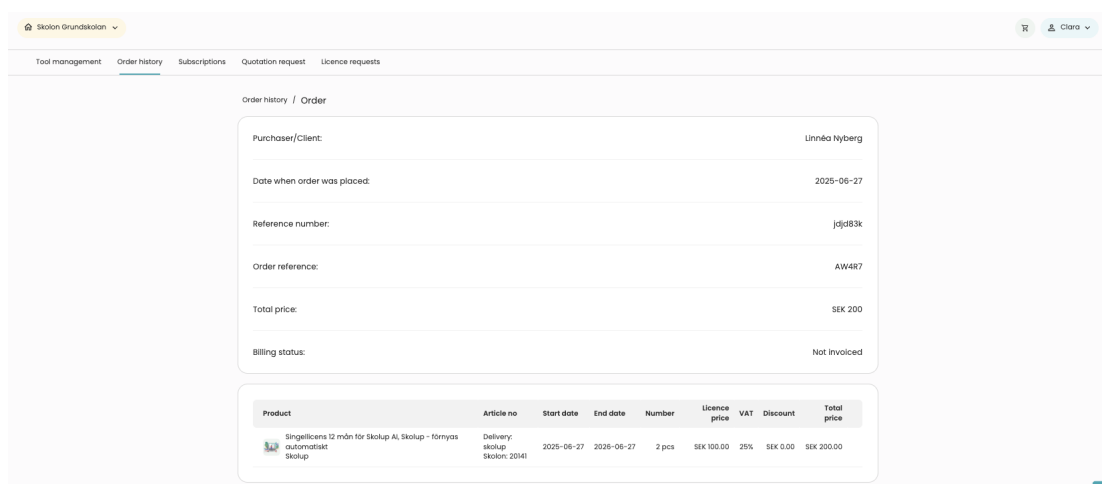 Skolon Grundskolan
Clara
Tool management Order history Subscriptions Quotation request Licence requests
Order history / Order
Purchaser/Client: Linnéa Nyberg
Date when order was placed: 2025-06-27
Reference number: jdjd83k
Order reference: AW4R7
Total price: SEK 200
Billing status: Not invoiced
Product Article no Start date End date Number Licence price VAT Discount Total price
Singellicens 12 mån för Skolup AI, Skolup - förnyas
automatiskt
Skolup
Delivery:
skolup
Skolon: 20141
2025-06-27 2026-06-27 2 pcs SEK 100.00 25% SEK 0.00 SEK 200.00